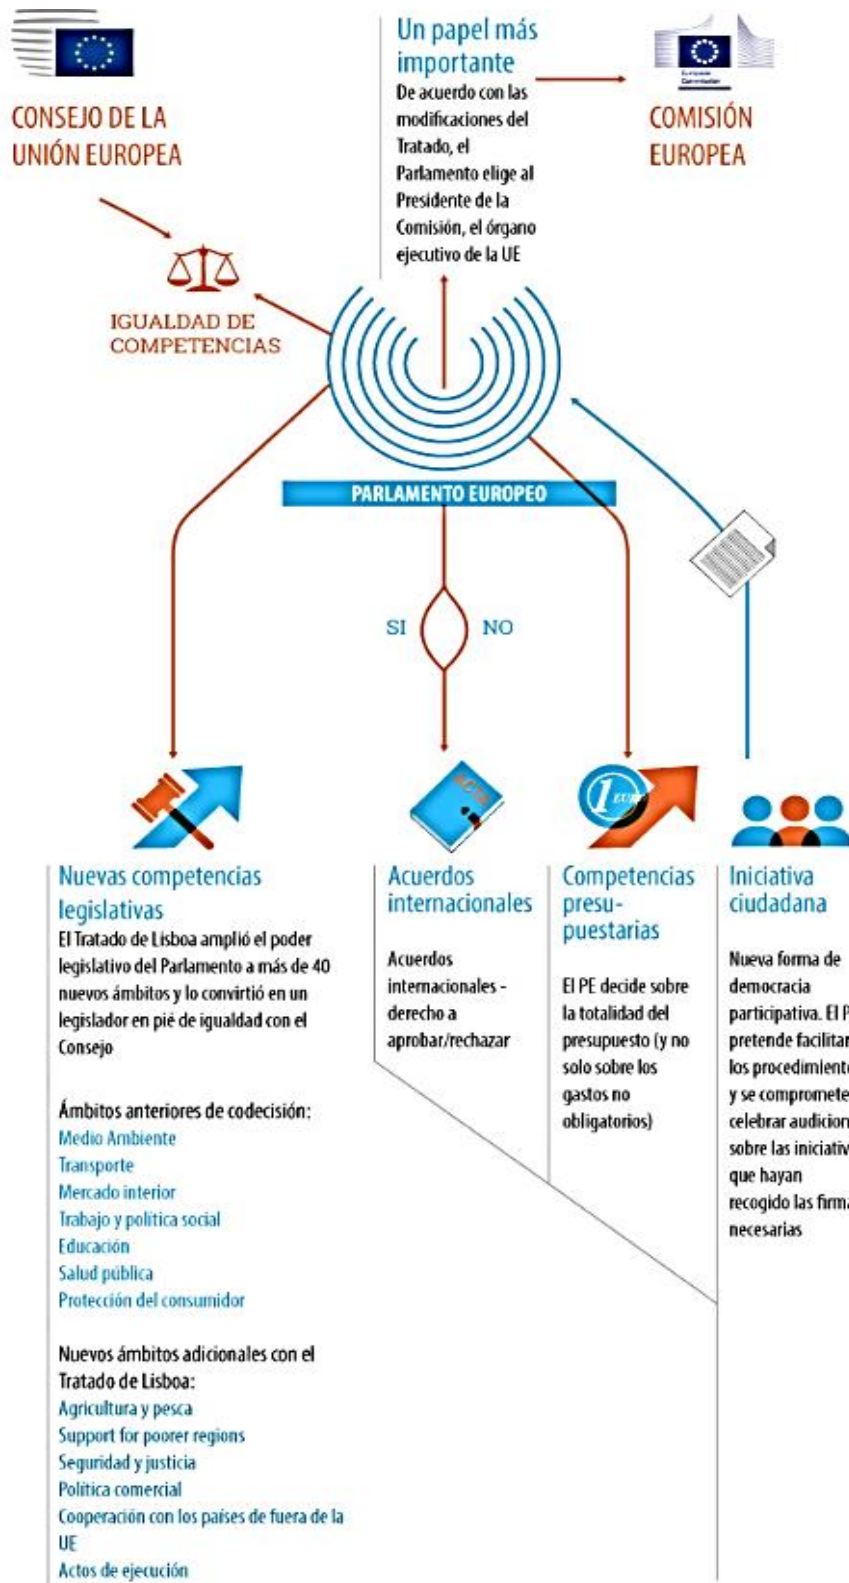 Un papel más
importante
De acuerdo con las
modificaciones del
Tratado, el
Parlamento elige al
Presidente de la
Comisión, el órgano
ejecutivo de la UE
CONSEJO DE LA
UNIÓN EUROPEA
European
Commission
COMISIÓN
EUROPEA
IGUALDAD DE
COMPETENCIAS
PARLAMENTO EUROPEO
SI
NO
ACTA
1 EURO
Nuevas competencias
legislativas
El Tratado de Lisboa amplió el poder
legislativo del Parlamento a más de 40
nuevos ámbitos y lo convirtió en un
legislador en pié de igualdad con el
Consejo
Ámbitos anteriores de codecisión:
Medio Ambiente
Transporte
Mercado interior
Trabajo y política social
Educación
Salud pública
Protección del consumidor
Nuevos ámbitos adicionales con el
Tratado de Lisboa:
Agricultura y pesca
Support for poorer regions
Seguridad y justicia
Política comercial
Cooperación con los países de fuera de la
UE
Actos de ejecución
Acuerdos
internacionales
Acuerdos
internacionales -
derecho a
aprobar/rechazar
Competencias
presu-
puestarias
El PE decide sobre
la totalidad del
presupuesto (y no
solo sobre los
gastos no
obligatorios)
Iniciativa
ciudadana
Nueva forma de
democracia
participativa. El P
pretende facilitar
los procedimiento
y se compromete
celebrar audicion
sobre las iniciativ
que hayan
recogido las firma
necesarias